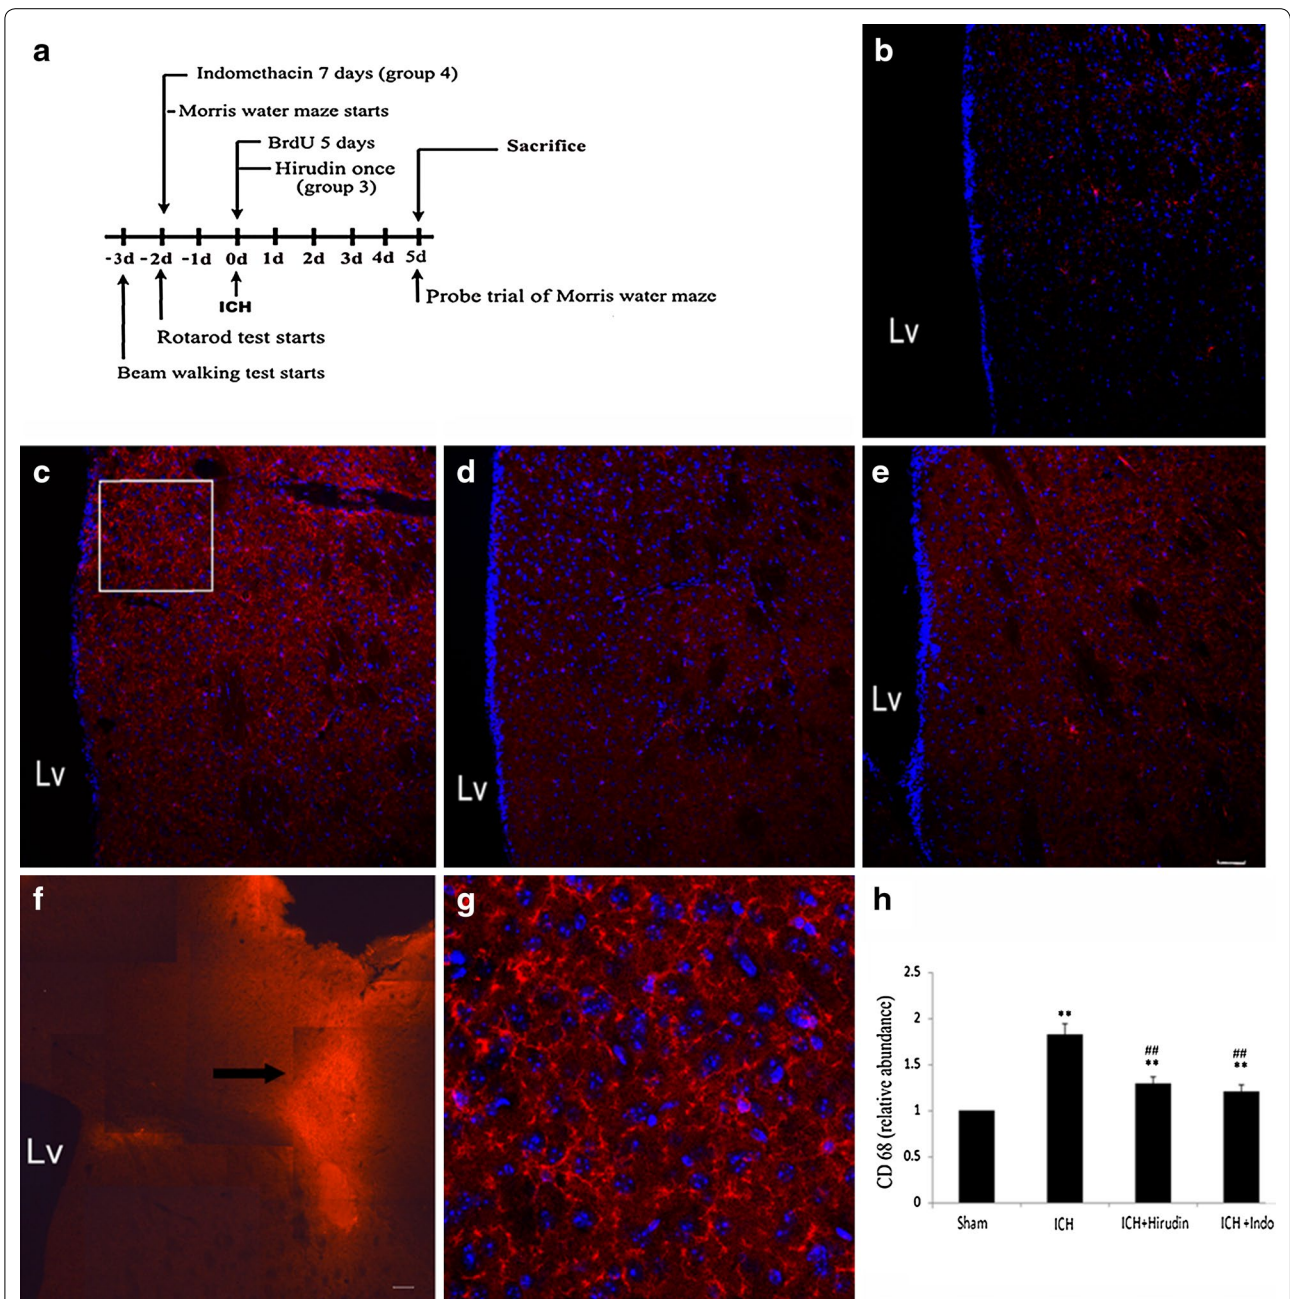 a
Indomethacin 7 days (group 4)
Morris water maze starts
BrdU 5 days
Hirudin once
(group 3)
Sacrifice
-3d -2d -1d 0d 1d 2d 3d 4d 5d
ICH
Probe trial of Morris water maze
Rotarod test starts
Beam walking test starts
b
Lv
c
Lv
d
Lv
e
Lv
f
Lv
g
h
CD 68 (relative abundance)
2.5
2
1.5
1
0.5
0
**
##
**
##
**
Sham ICH ICH+Hirudin ICH +Indo